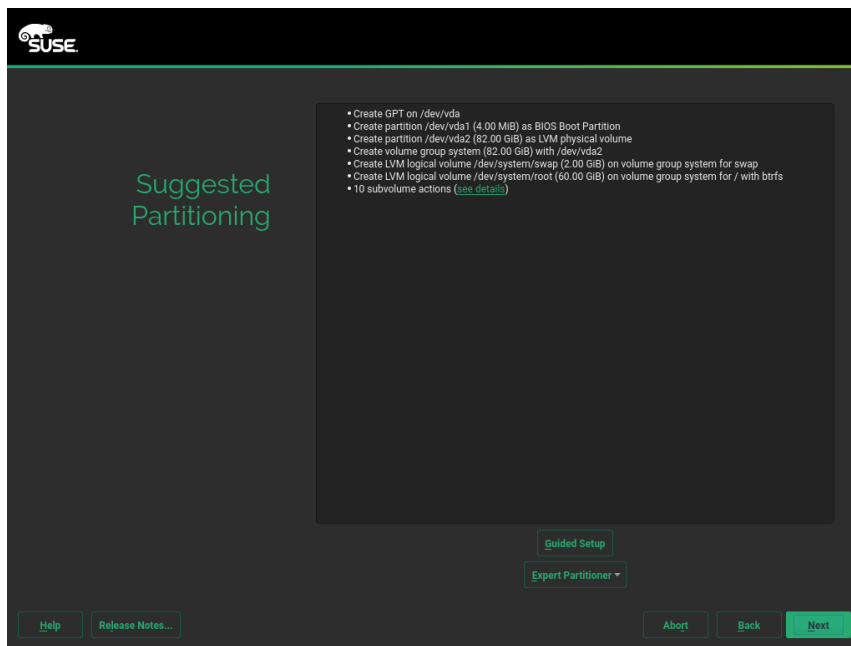 SUSE.
Suggested
Partitioning
• Create GPT on /dev/vda
• Create partition /dev/vda1 (4.00 MiB) as BIOS Boot Partition
• Create partition /dev/vda2 (82.00 GiB) as LVM physical volume
• Create volume group system (82.00 GiB) with /dev/vda2
• Create LVM logical volume /dev/system/swap (2.00 GiB) on volume group system for swap
• Create LVM logical volume /dev/system/root (60.00 GiB) on volume group system for / with btrfs
• 10 subvolume actions (see details)
Guided Setup
Expert Partitioner
Help
Release Notes...
Abort
Back
Next